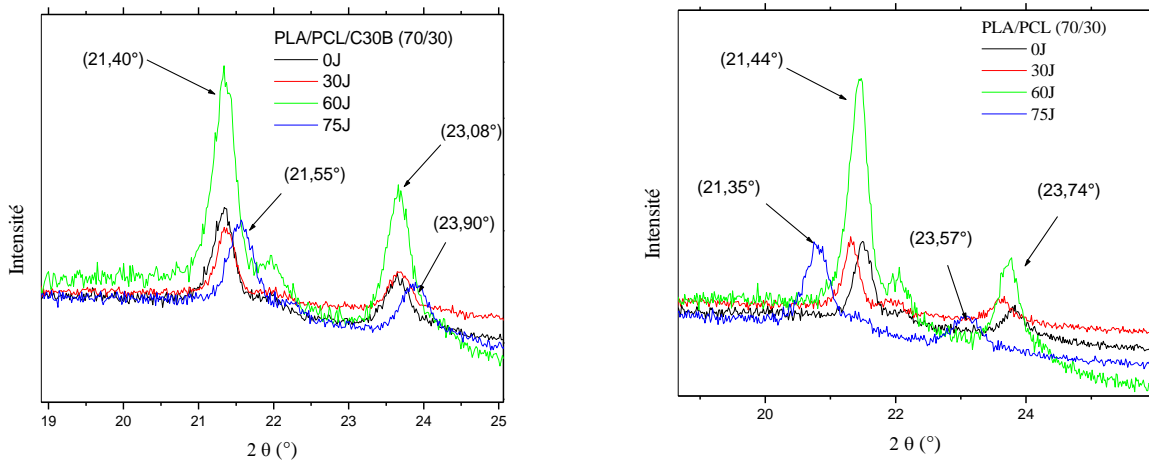 PLA/PCL/C30B (70/30)
0J
30J
60J
75J
(21,40°)
(23,08°)
(21,55°)
(23,90°)
Intensité
19 20 21 22 23 24 25
2 θ (°)
PLA/PCL (70/30)
0J
30J
60J
75J
(21,44°)
(21,35°)
(23,74°)
(23,57°)
Intensité
20 22 24
2 θ (°)